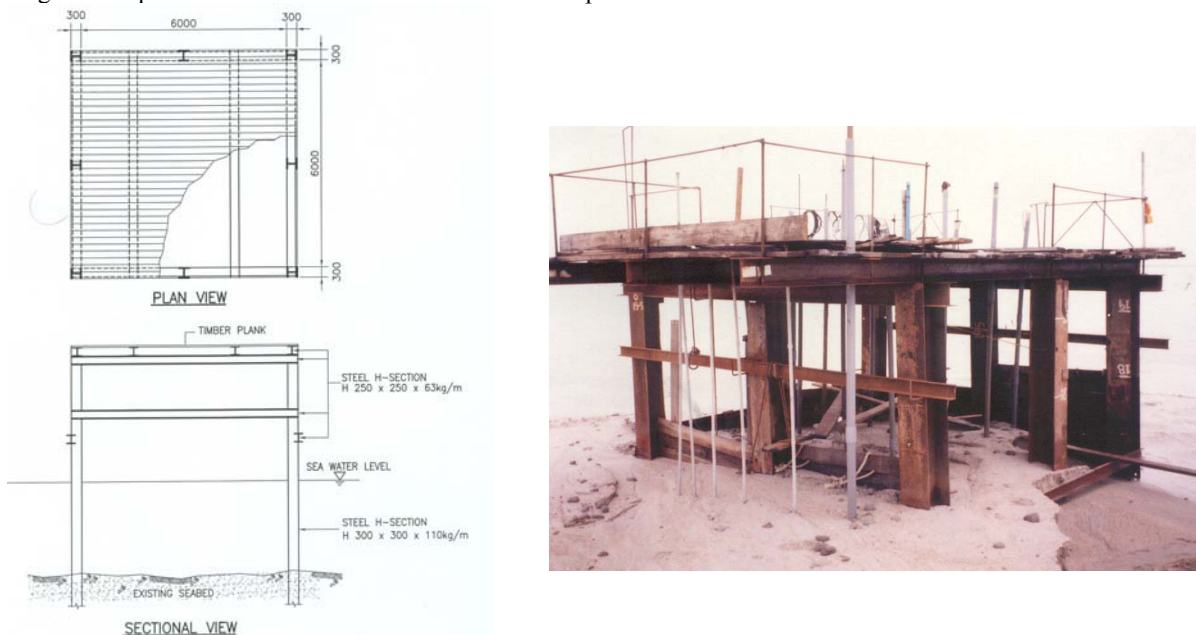 300
6000
300
300
6000
300
PLAN VIEW
TIMBER PLANK
STEEL H-SECTION
H 250 x 250 x 63kg/m
SEA WATER LEVEL
STEEL H-SECTION
H 300 x 300 x 110kg/m
EXISTING SEABED
SECTIONAL VIEW
18